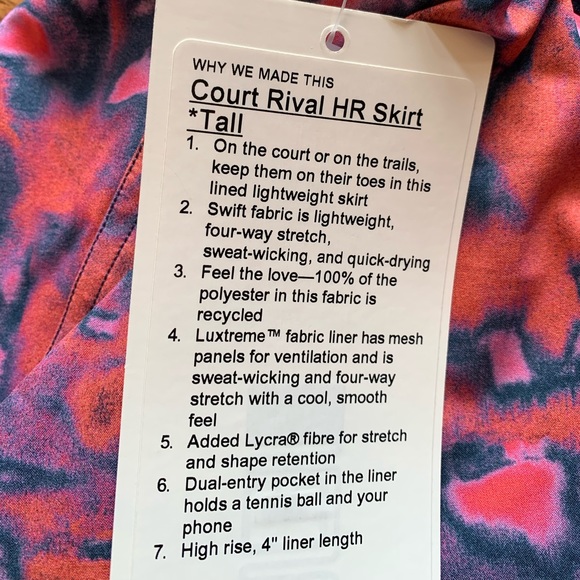 WHY WE MADE THIS
Court Rival HR Skirt
*Tall
1. On the court or on the trails,
keep them on their toes in this
lined lightweight skirt
2. Swift fabric is lightweight,
four-way stretch,
sweat-wicking, and quick-drying
3. Feel the love—100% of the
polyester in this fabric is
recycled
4. Luxtreme™ fabric liner has mesh
panels for ventilation and is
sweat-wicking and four-way
stretch with a cool, smooth
feel
5. Added Lycra® fibre for stretch
and shape retention
6. Dual-entry pocket in the liner
holds a tennis ball and your
phone
7. High rise, 4" liner length